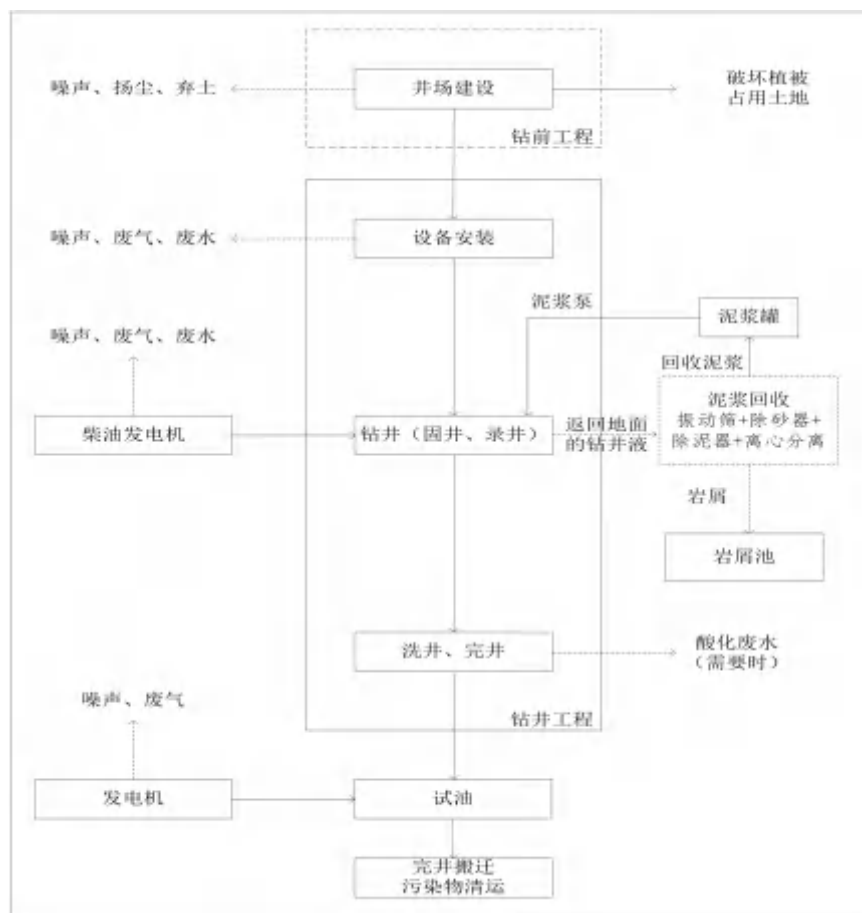 噪声、扬尘、弃土
井场建设
破坏植被
占用土地
钻前工程
噪声、废气、废水
设备安装
泥浆泵
泥浆罐
噪声、废气、废水
回收泥浆
泥浆回收
振动筛+除砂器+
除泥器+离心分离
柴油发电机
钻井（固井、录井）
返回地面
的钻井液
岩屑
岩屑池
洗井、完井
酸化废水
（需要时）
噪声、废气
钻井工程
发电机
试油
完井搬迁
污染物清运